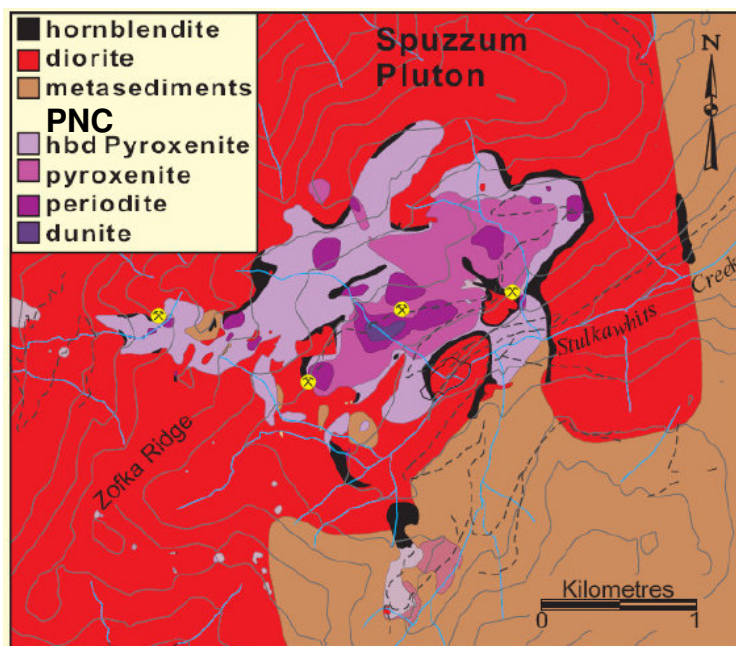 hornblendite
diorite
metasediments
PNC
hbd Pyroxenite
pyroxenite
periodite
dunite
Spuzzum
Pluton
N
Stulkawhits
Creek
Zofka Ridge
Kilometres
0 1